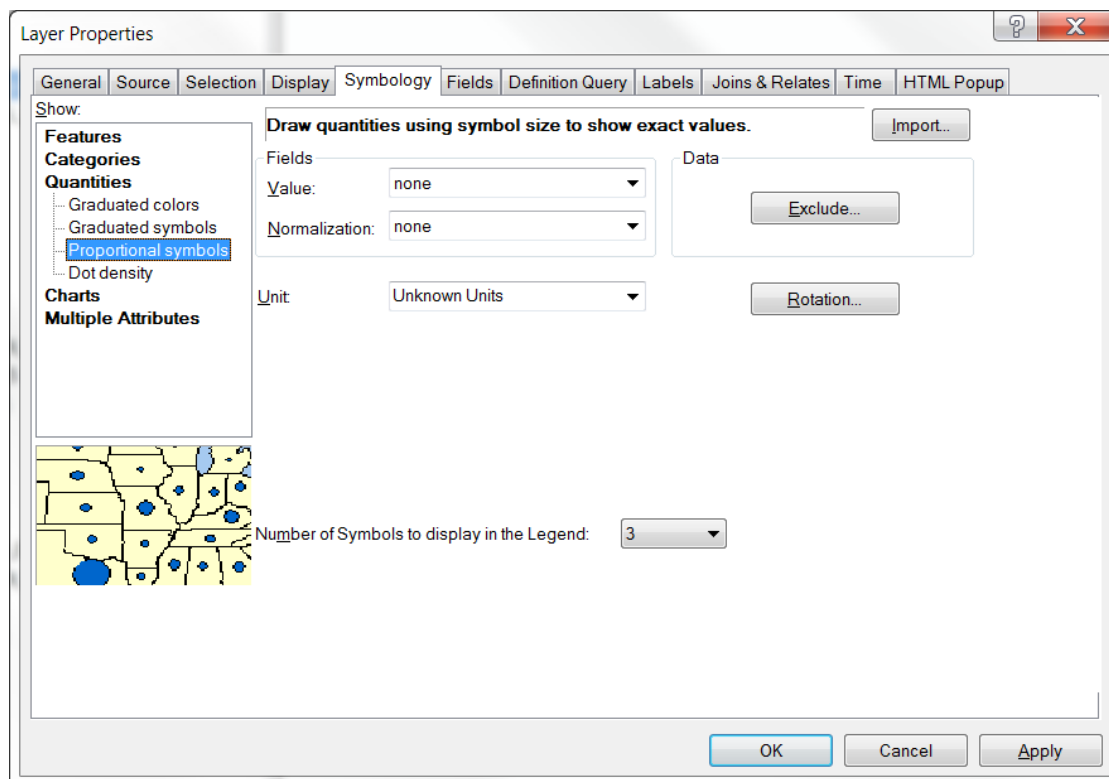 Layer Properties
General Source Selection Display Symbology Fields Definition Query Labels Joins & Relates Time HTML Popup
Show:
Features
Categories
Quantities
Graduated colors
Graduated symbols
Proportional symbols
Dot density
Charts
Multiple Attributes
Draw quantities using symbol size to show exact values.
Import...
Fields
Value: none
Normalization: none
Data
Exclude...
Unit: Unknown Units
Rotation...
Number of Symbols to display in the Legend: 3
OK Cancel Apply